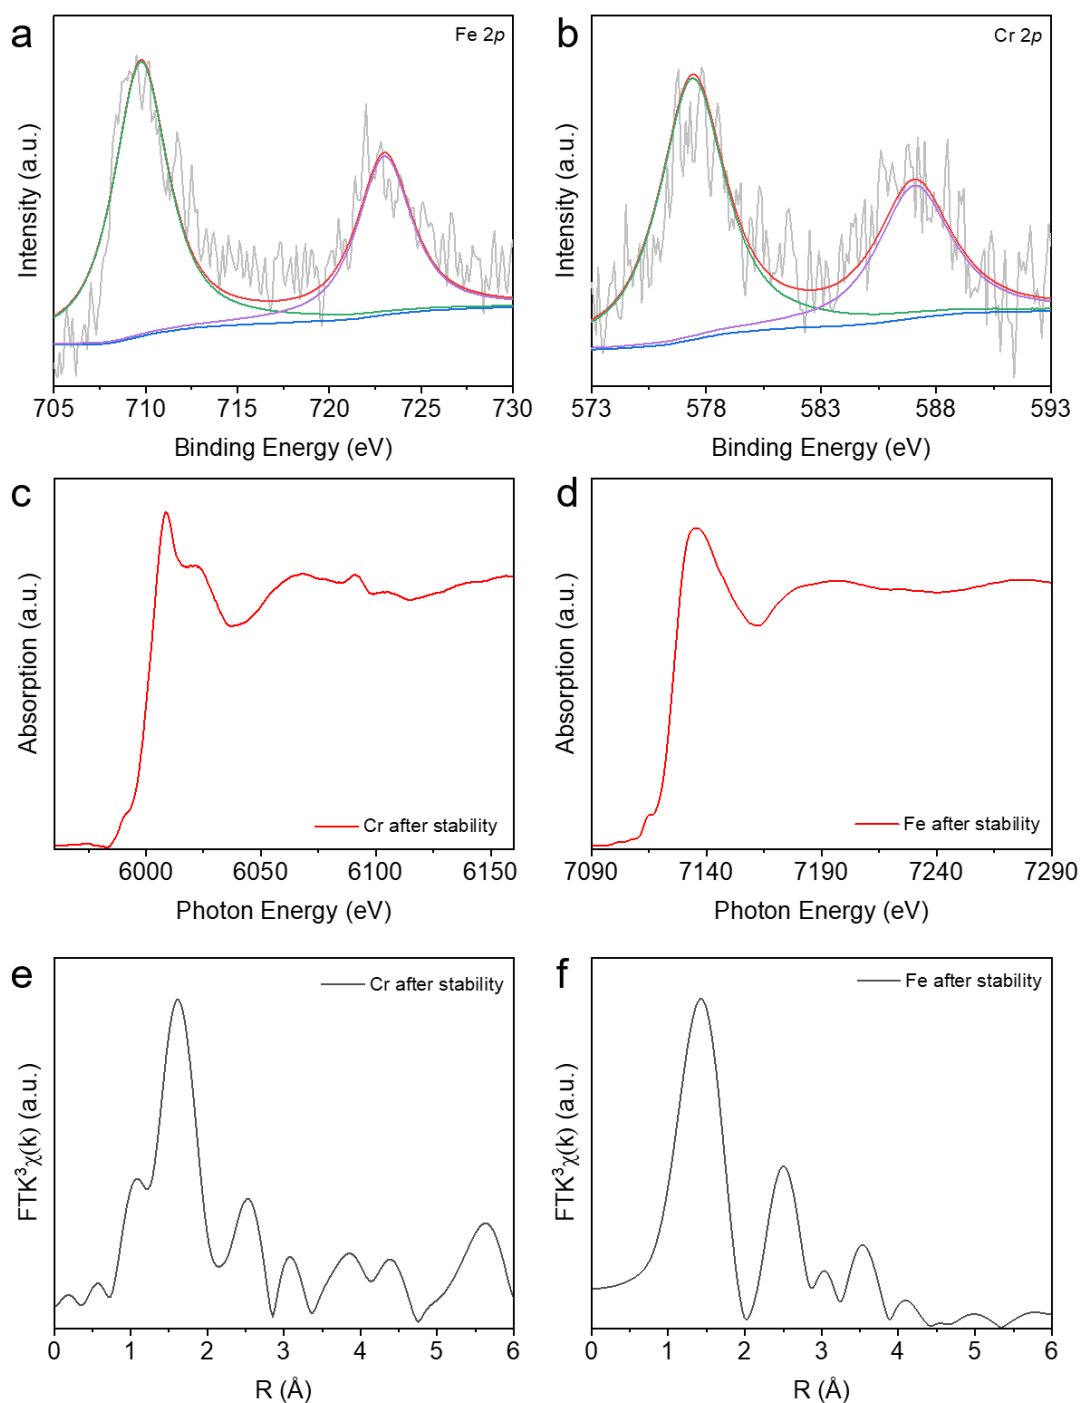 a
Fe 2p
Intensity (a.u.)
705 710 715 720 725 730
Binding Energy (eV)
b
Cr 2p
Intensity (a.u.)
573 578 583 588 593
Binding Energy (eV)
c
Absorption (a.u.)
Cr after stability
6000 6050 6100 6150
Photon Energy (eV)
d
Absorption (a.u.)
Fe after stability
7090 7140 7190 7240 7290
Photon Energy (eV)
e
Cr after stability
FTK³χ(k) (a.u.)
0 1 2 3 4 5 6
R (Å)
f
Fe after stability
FTK³χ(k) (a.u.)
0 1 2 3 4 5 6
R (Å)